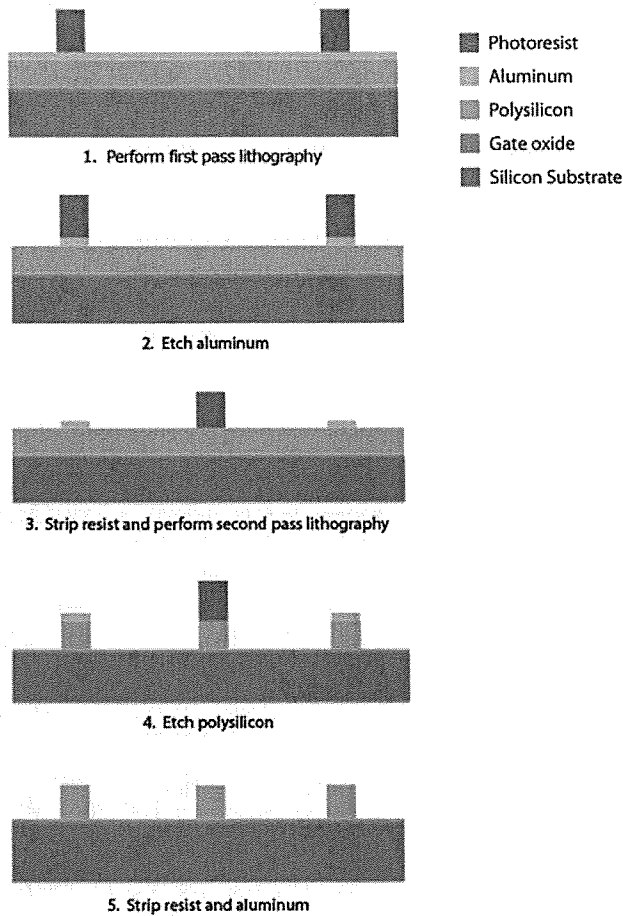 Photoresist
Aluminum
Polysilicon
Gate oxide
Silicon Substrate
1. Perform first pass lithography
2. Etch aluminum
3. Strip resist and perform second pass lithography
4. Etch polysilicon
5. Strip resist and aluminum